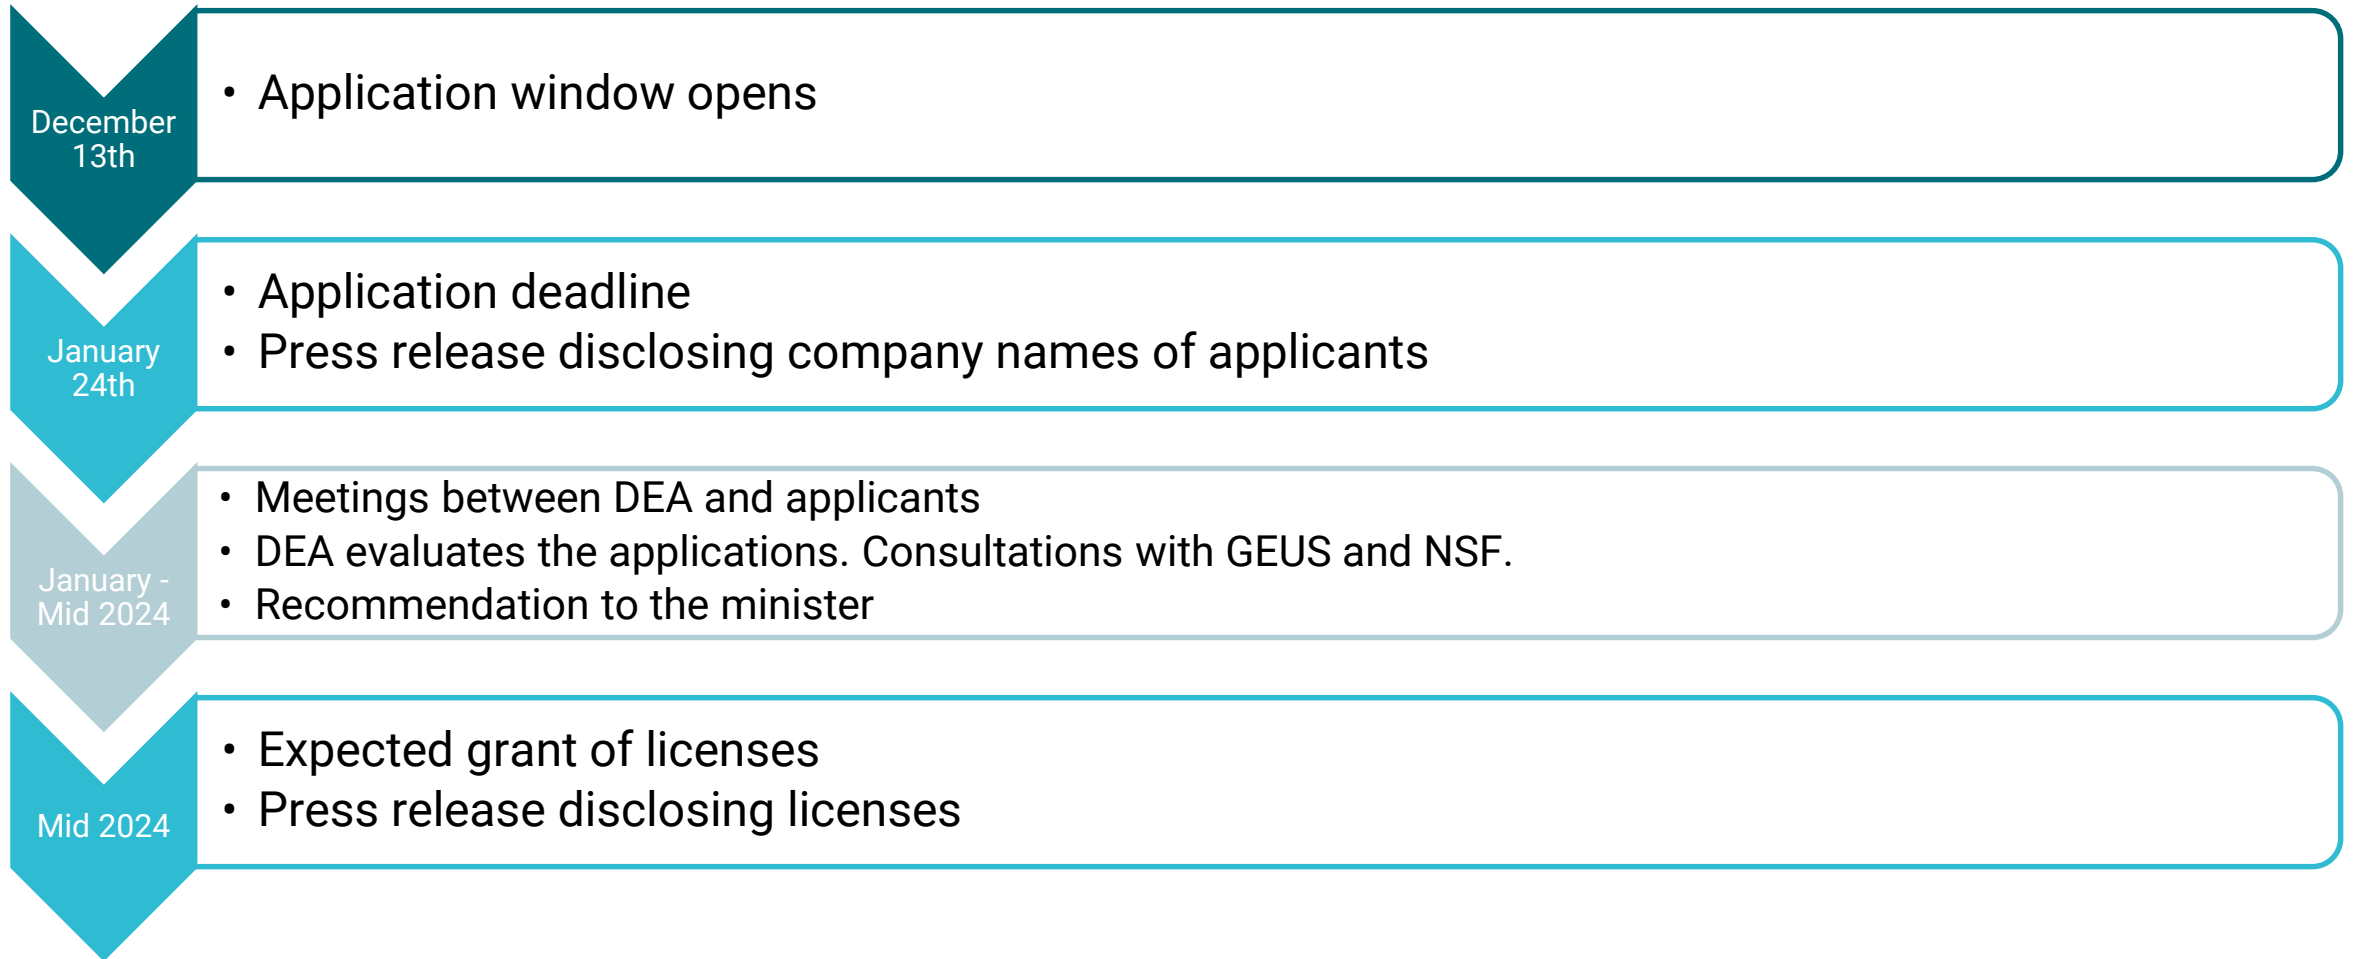 December
13th
• Application window opens
January
24th
• Application deadline
• Press release disclosing company names of applicants
January -
Mid 2024
• Meetings between DEA and applicants
• DEA evaluates the applications. Consultations with GEUS and NSF.
• Recommendation to the minister
Mid 2024
• Expected grant of licenses
• Press release disclosing licenses